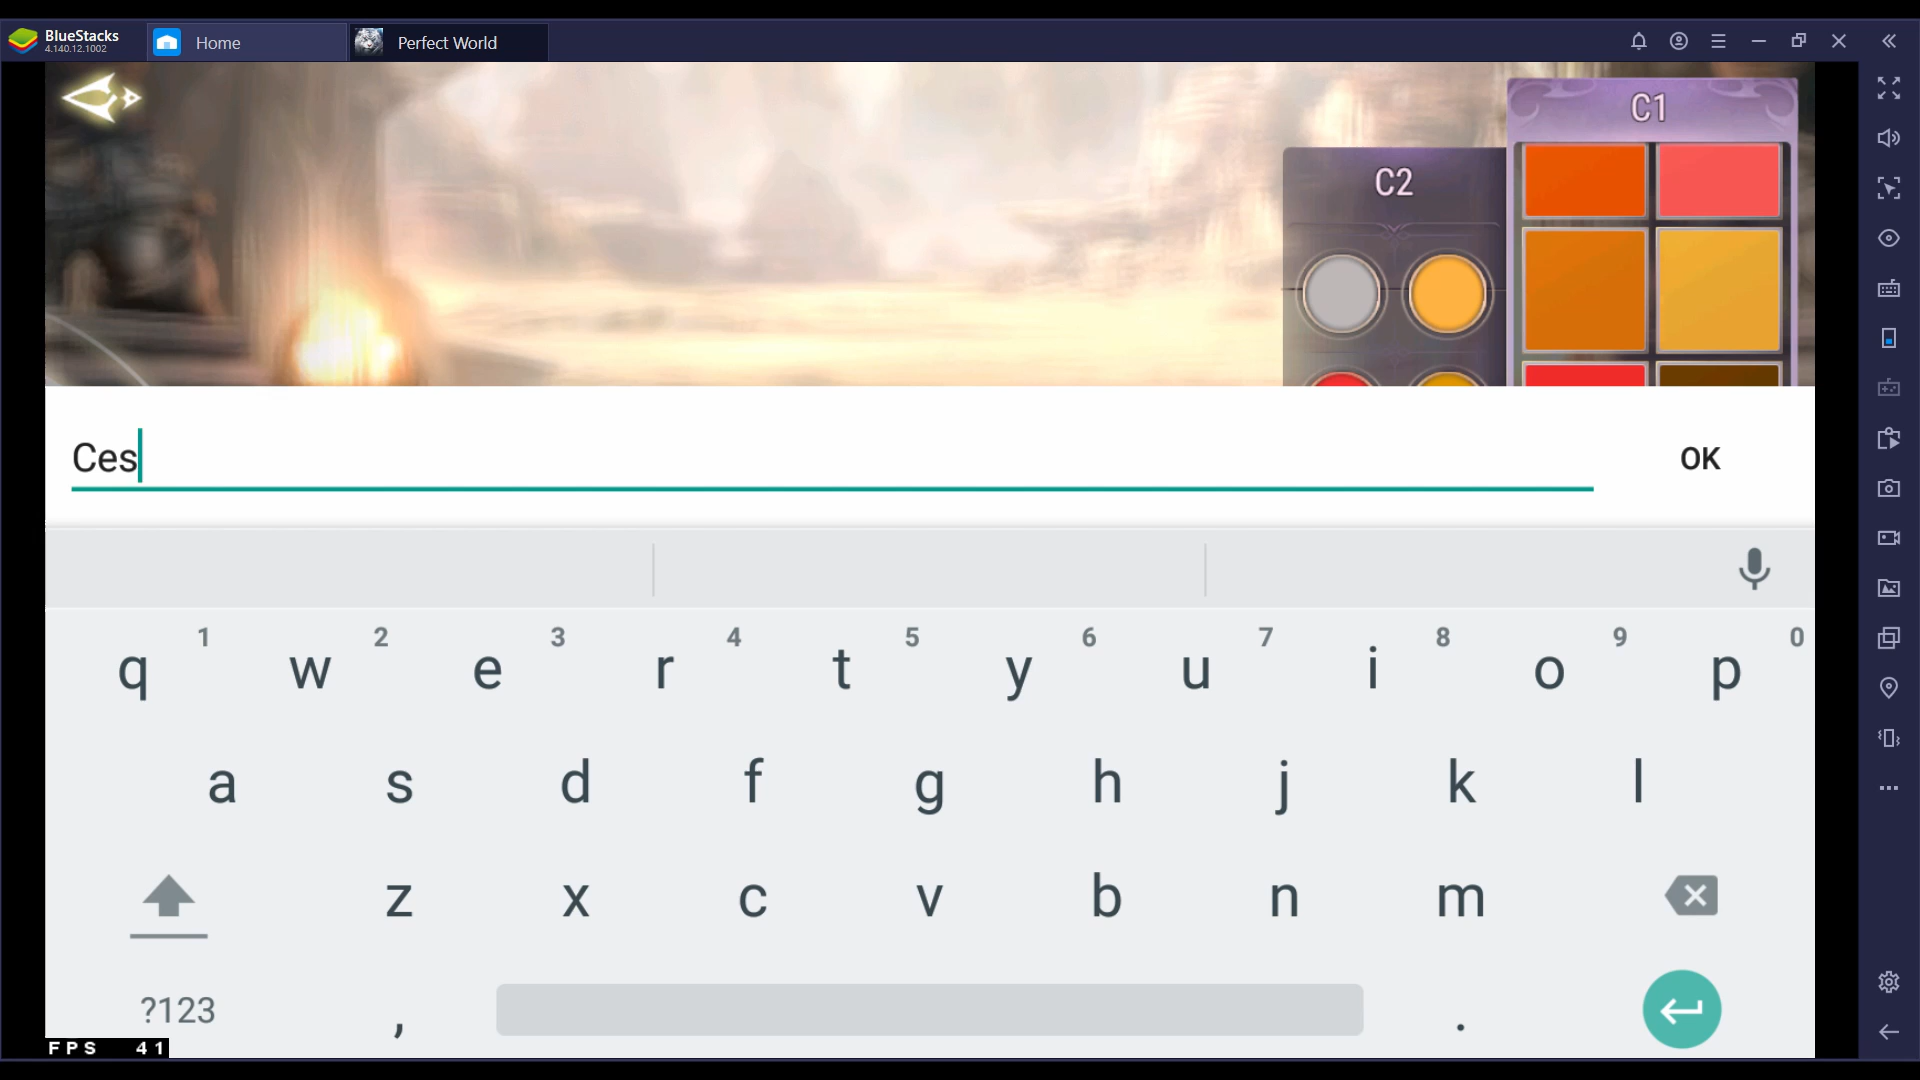 BlueStacks
4.140.12.1002
Home
Perfect World
C1
C2
Ces
OK
1 2 3 4 5 6 7 8 9 0
q w e r t y u i o p
a s d f g h j k l
z x c v b n m
?123 , .
FPS 41